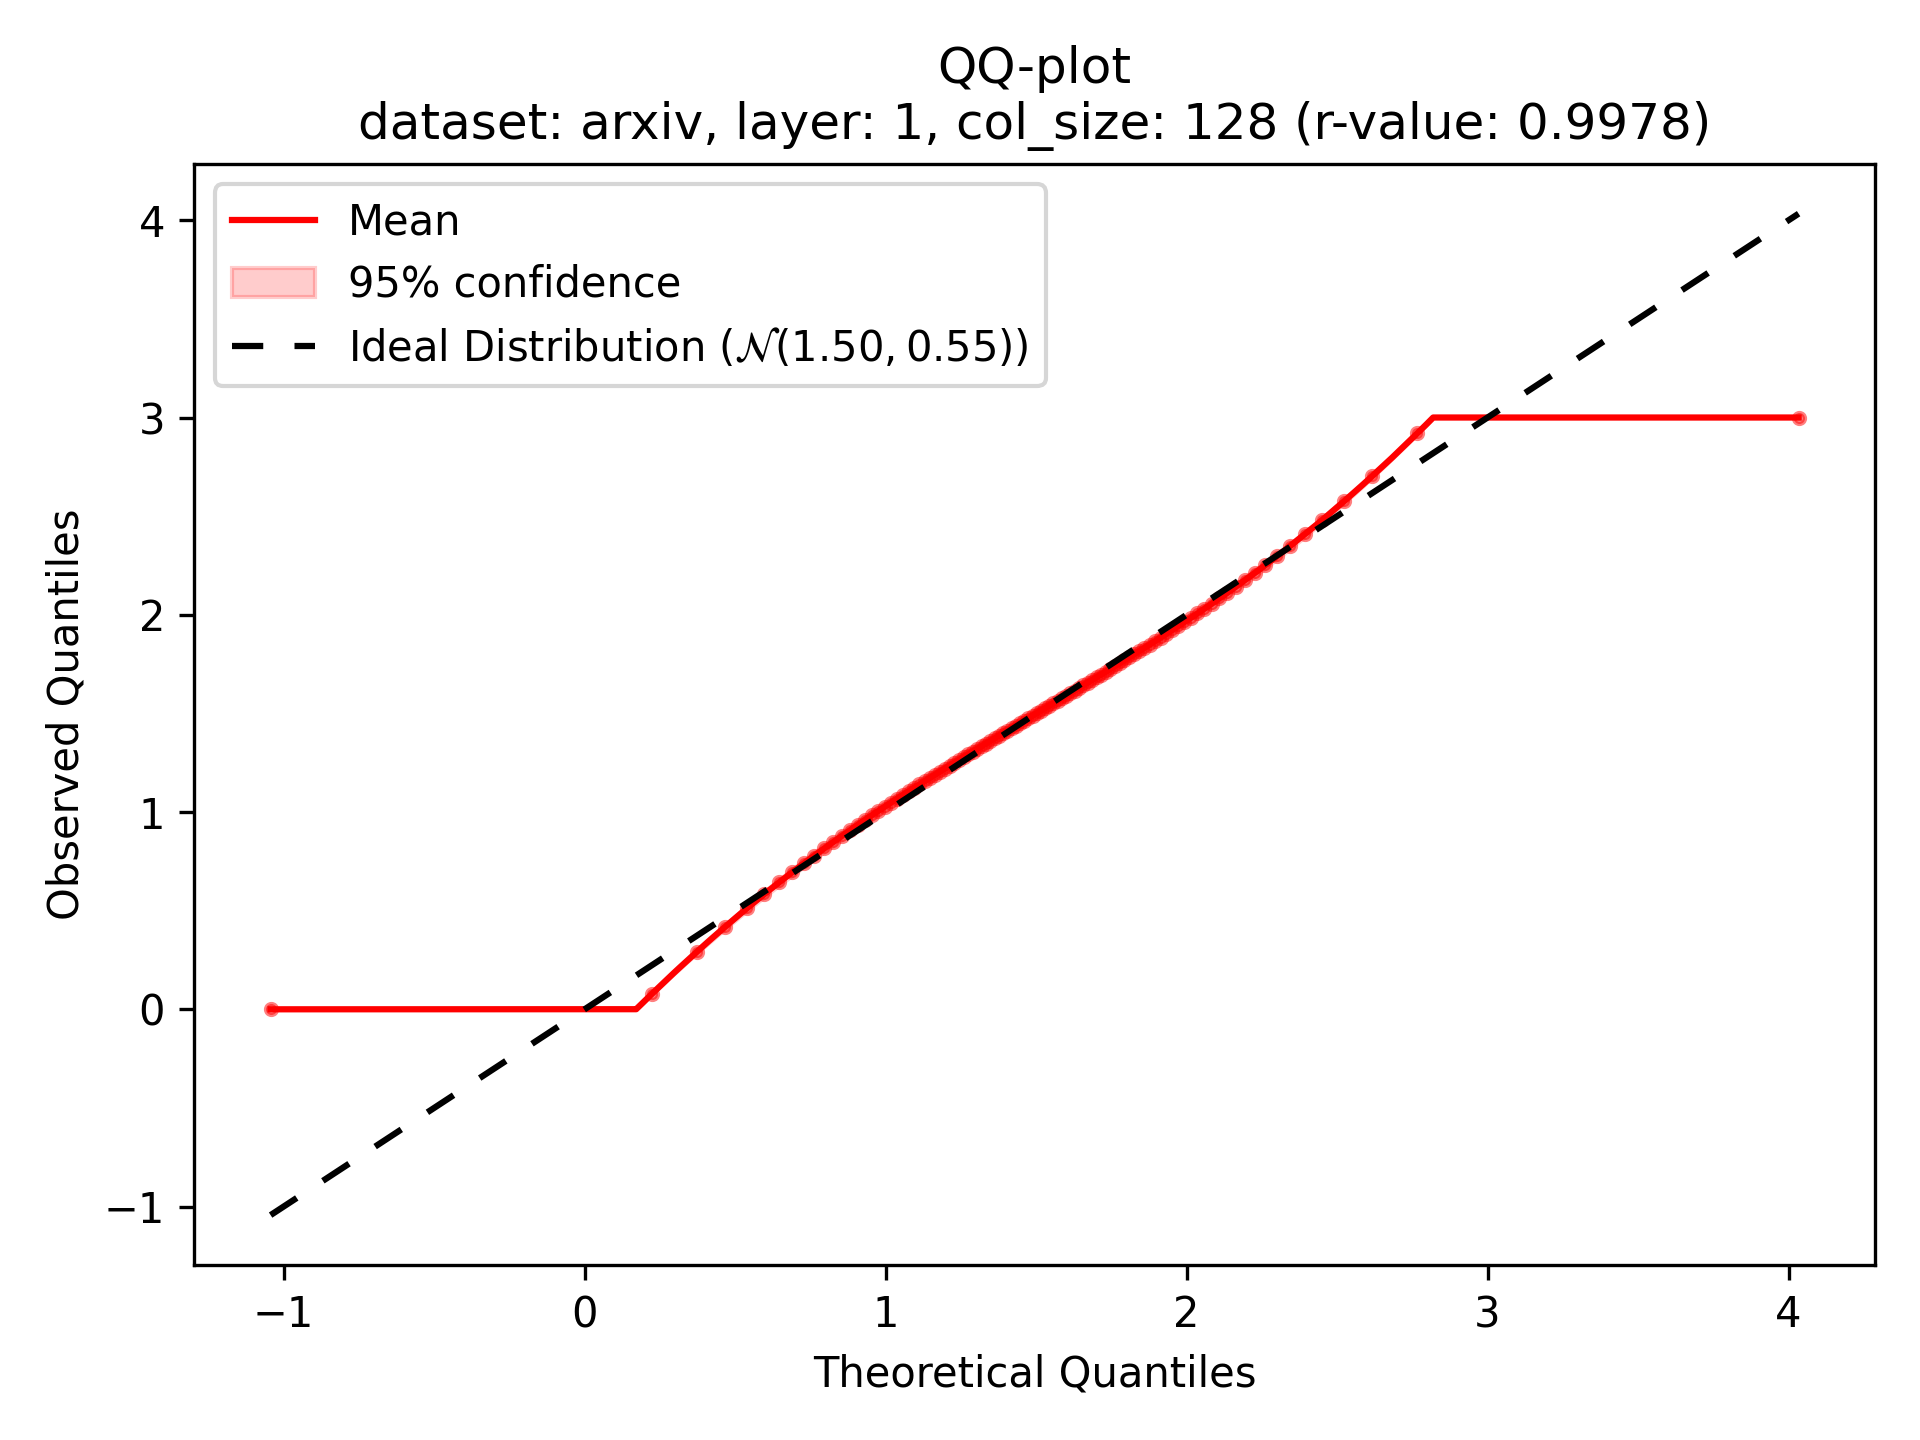 QQ-plot
dataset: arxiv, layer: 1, col_size: 128 (r-value: 0.9978)
Mean
95% confidence
Ideal Distribution (𝒩(1.50, 0.55))
4
3
2
1
0
−1
Observed Quantiles
−1 0 1 2 3 4
Theoretical Quantiles